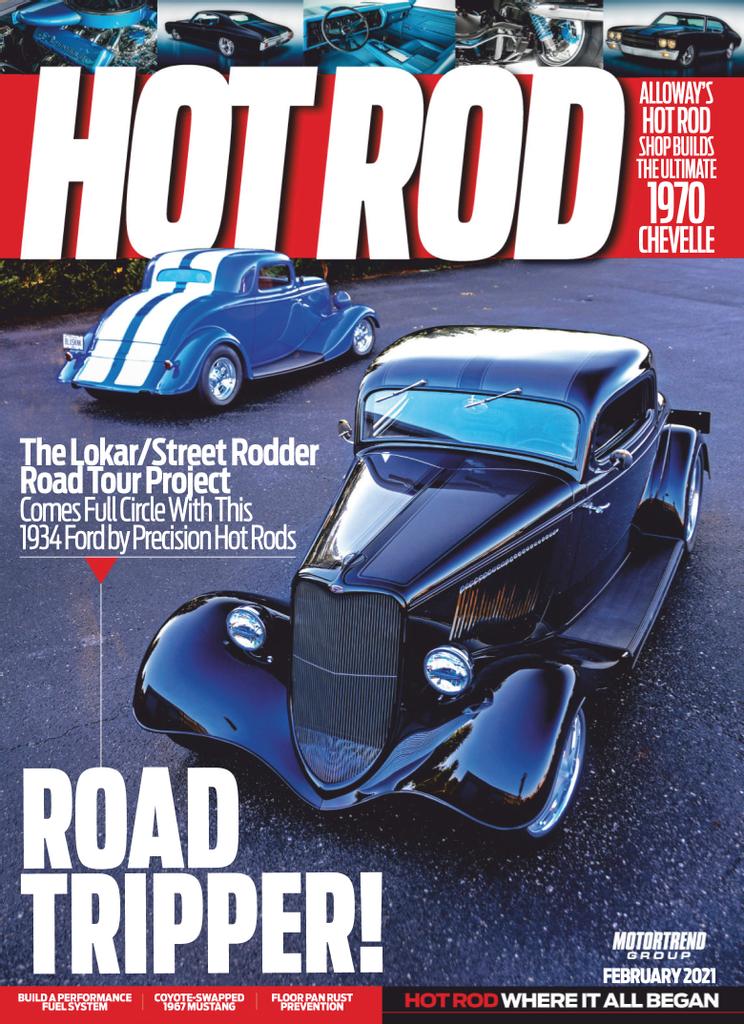 HOT ROD
ALLOWAY'S
HOT ROD
SHOP BUILDS
THE ULTIMATE
1970
CHEVELLE
The Lokar/Street Rodder
Road Tour Project
Comes Full Circle With This
1934 Ford by Precision Hot Rods
ROAD
TRIPPER!
MOTORTREND
GROUP
FEBRUARY 2021
BUILD A PERFORMANCE
FUEL SYSTEM
COYOTE-SWAPPED
1967 MUSTANG
FLOOR PAN RUST
PREVENTION
HOT ROD WHERE IT ALL BEGAN